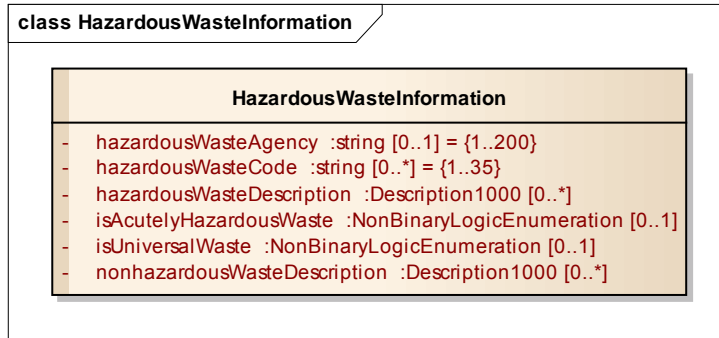 class HazardousWasteInformation
HazardousWasteInformation
- hazardousWasteAgency :string [0..1] = {1..200}
- hazardousWasteCode :string [0..*] = {1..35}
- hazardousWasteDescription :Description1000 [0..*]
- isAcutelyHazardousWaste :NonBinaryLogicEnumeration [0..1]
- isUniversalWaste :NonBinaryLogicEnumeration [0..1]
- nonhazardousWasteDescription :Description1000 [0..*]